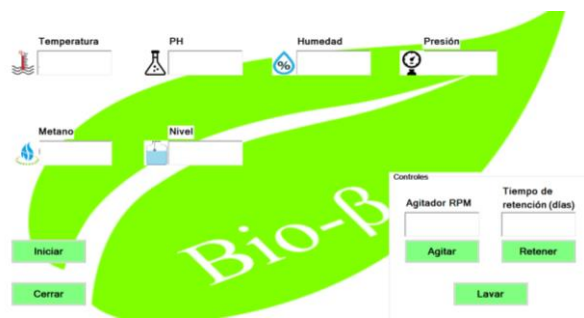 Temperatura
PH
Humedad
Presión
%
Metano
Nivel
Controles
Agitador RPM
Tiempo de
retención (días)
Agitar
Retener
Iniciar
Bio-β
Cerrar
Lavar